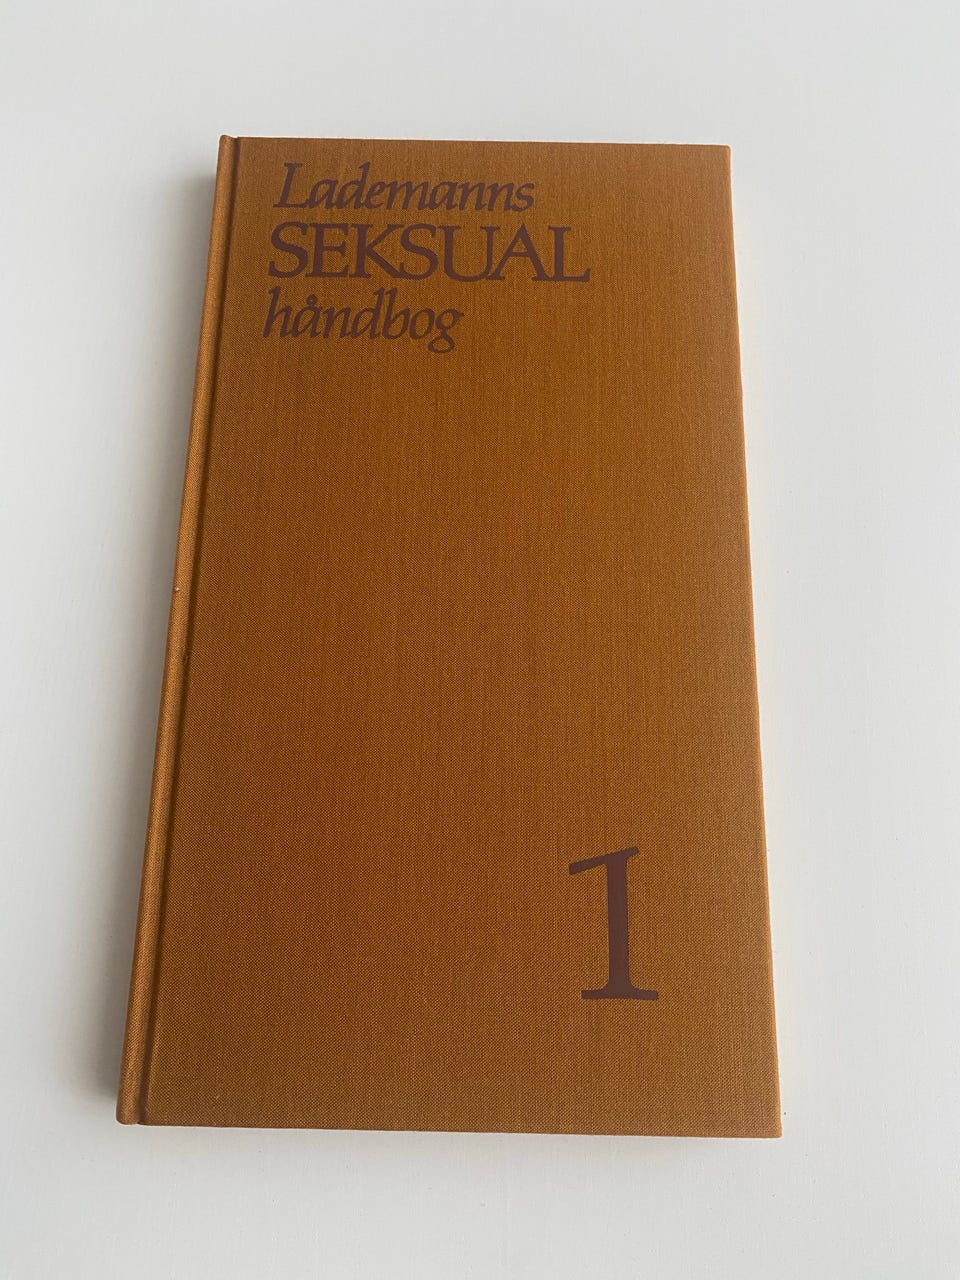 Lademanns
SEKSUAL
håndbog
1